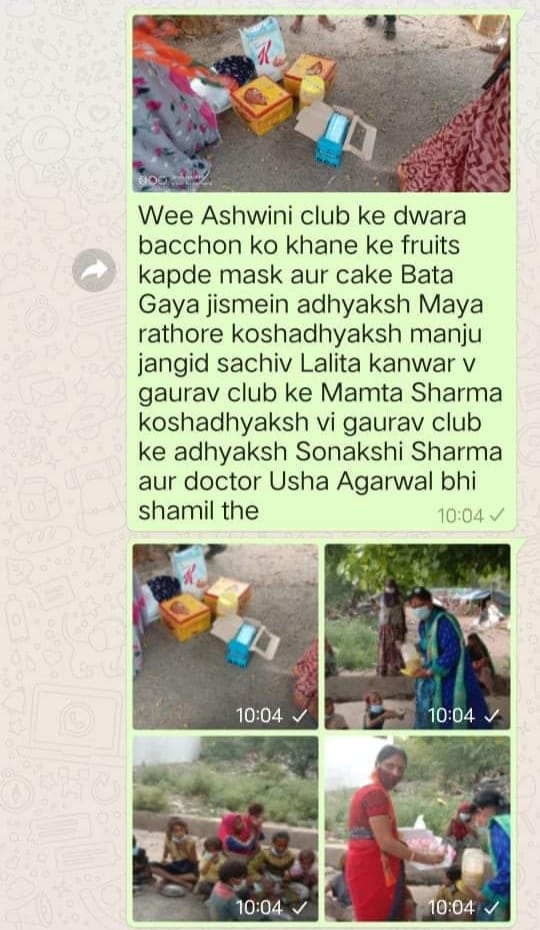 Wee Ashwini club ke dwara
bacchon ko khane ke fruits
kapde mask aur cake Bata
Gaya jismein adhyaksh Maya
rathore koshadhyaksh manju
jangid sachiv Lalita kanwar v
gaurav club ke Mamta Sharma
koshadhyaksh vi gaurav club
ke adhyaksh Sonakshi Sharma
aur doctor Usha Agarwal bhi
shamil the
10:04
10:04
10:04
10:04
10:04